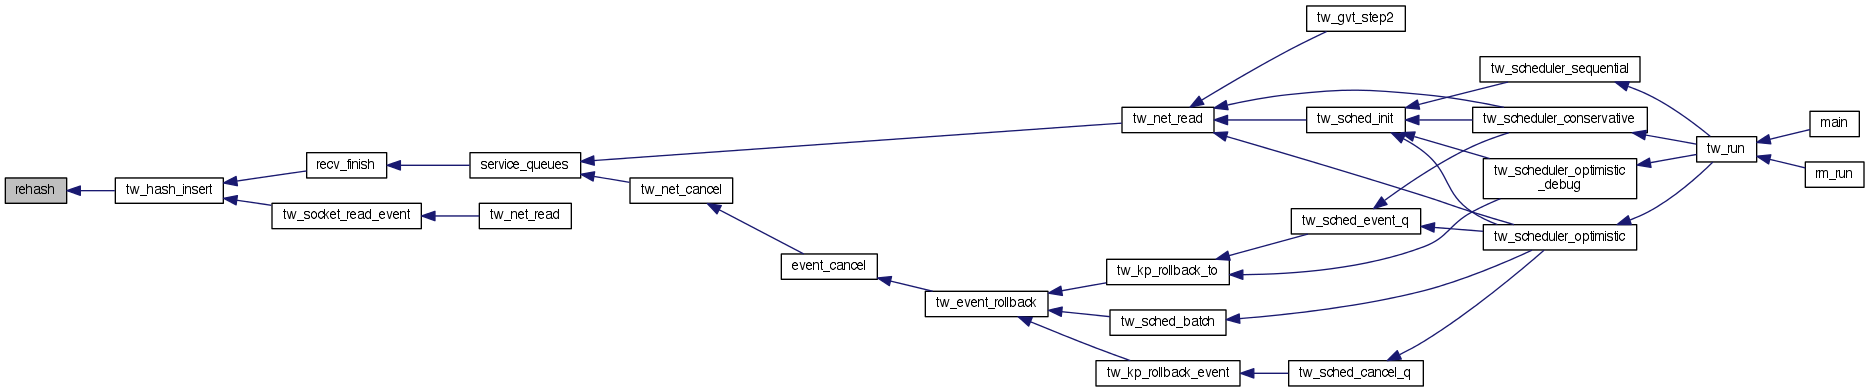 rehash
tw_hash_insert
recv_finish
tw_socket_read_event
service_queues
tw_net_read
tw_net_cancel
event_cancel
tw_event_rollback
tw_net_read
tw_kp_rollback_to
tw_sched_batch
tw_kp_rollback_event
tw_gvt_step2
tw_sched_init
tw_sched_event_q
tw_sched_cancel_q
tw_scheduler_sequential
tw_scheduler_conservative
tw_scheduler_optimistic
_debug
tw_scheduler_optimistic
tw_run
main
rm_run